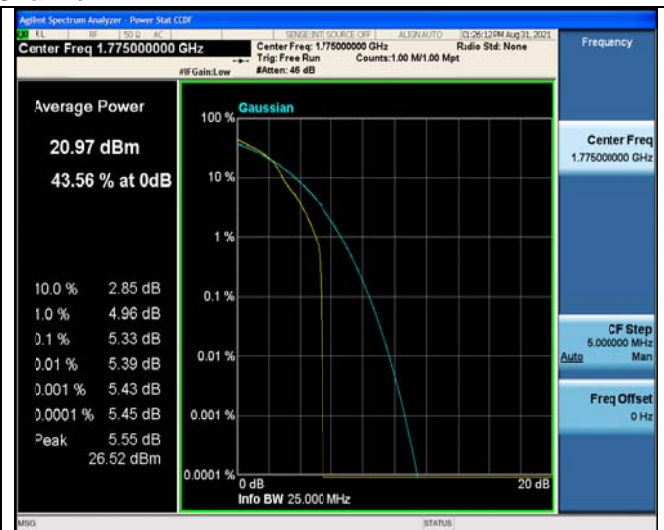 Agilent Spectrum Analyzer - Power Stat CCDF
RL RF 50 Ω AC SENSE:INT SOURCE OFF ALIGN AUTO 01:26:12 PM Aug 31, 2021
Center Freq 1.775000000 GHz
Center Freq: 1.775000000 GHz Radio Std: None
Trig: Free Run Counts:1.00 M/1.00 Mpt
#IFGain:Low #Atten: 46 dB
Frequency
Average Power
20.97 dBm
43.56 % at 0dB
10.0 % 2.85 dB
1.0 % 4.96 dB
0.1 % 5.33 dB
0.01 % 5.39 dB
0.001 % 5.43 dB
0.0001 % 5.45 dB
Peak 5.55 dB
26.52 dBm
Gaussian
100 %
10 %
1 %
0.1 %
0.01 %
0.001 %
0.0001 %
0 dB 20 dB
Info BW 25.000 MHz
Center Freq
1.775000000 GHz
CF Step
5.000000 MHz
Auto Man
Freq Offset
0 Hz
MSG STATUS